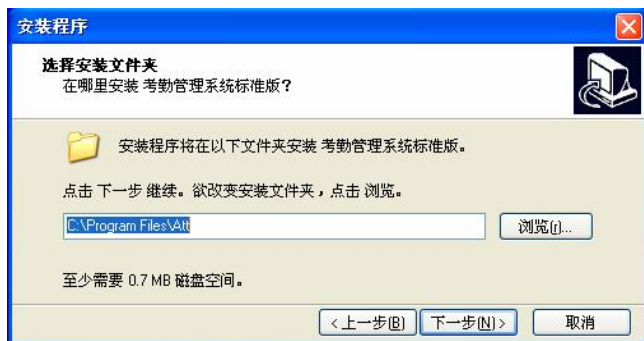 安装程序
选择安装文件夹
在哪里安装 考勤管理系统标准版?
安装程序将在以下文件夹安装 考勤管理系统标准版。
点击 下一步 继续。欲改变安装文件夹，点击 浏览。
C:\Program Files\Att
浏览(r)...
至少需要 0.7 MB 磁盘空间。
<上一步(B) 下一步(N)> 取消